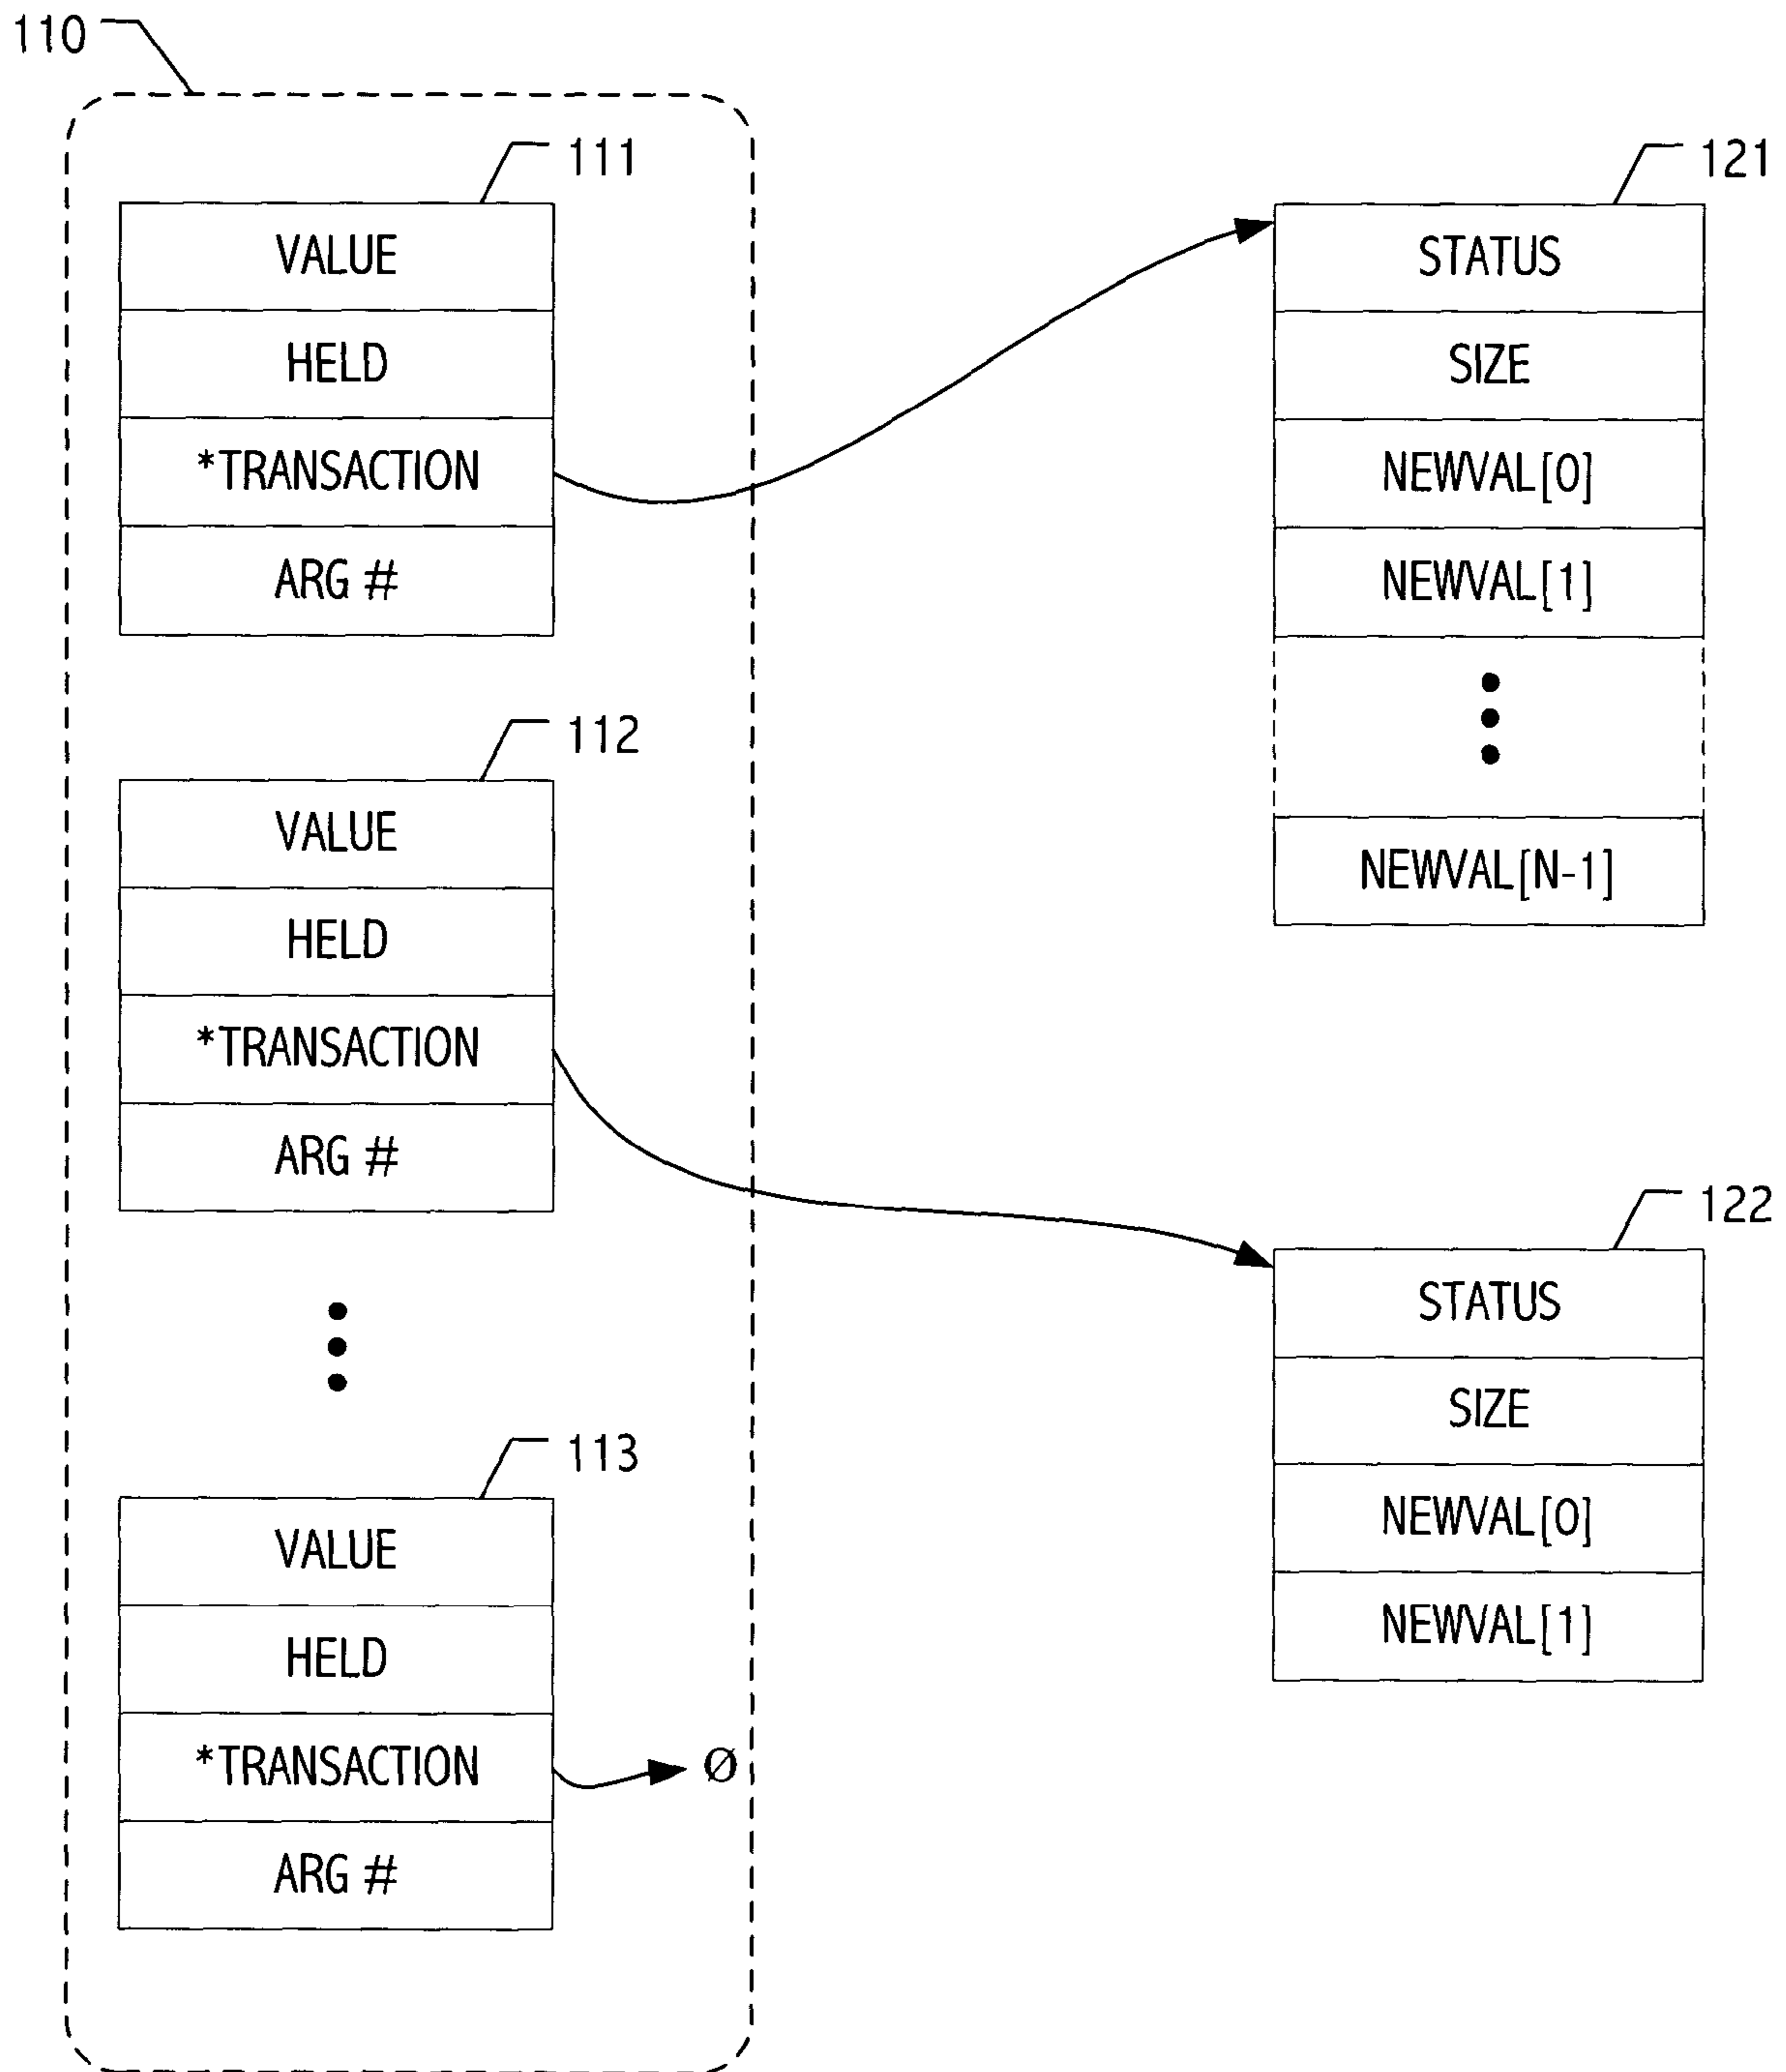 110
111
VALUE
HELD
*TRANSACTION
ARG #
112
VALUE
HELD
*TRANSACTION
ARG #
113
VALUE
HELD
*TRANSACTION
Ø
ARG #
121
STATUS
SIZE
NEWVAL[0]
NEWVAL[1]
NEWVAL[N-1]
122
STATUS
SIZE
NEWVAL[0]
NEWVAL[1]